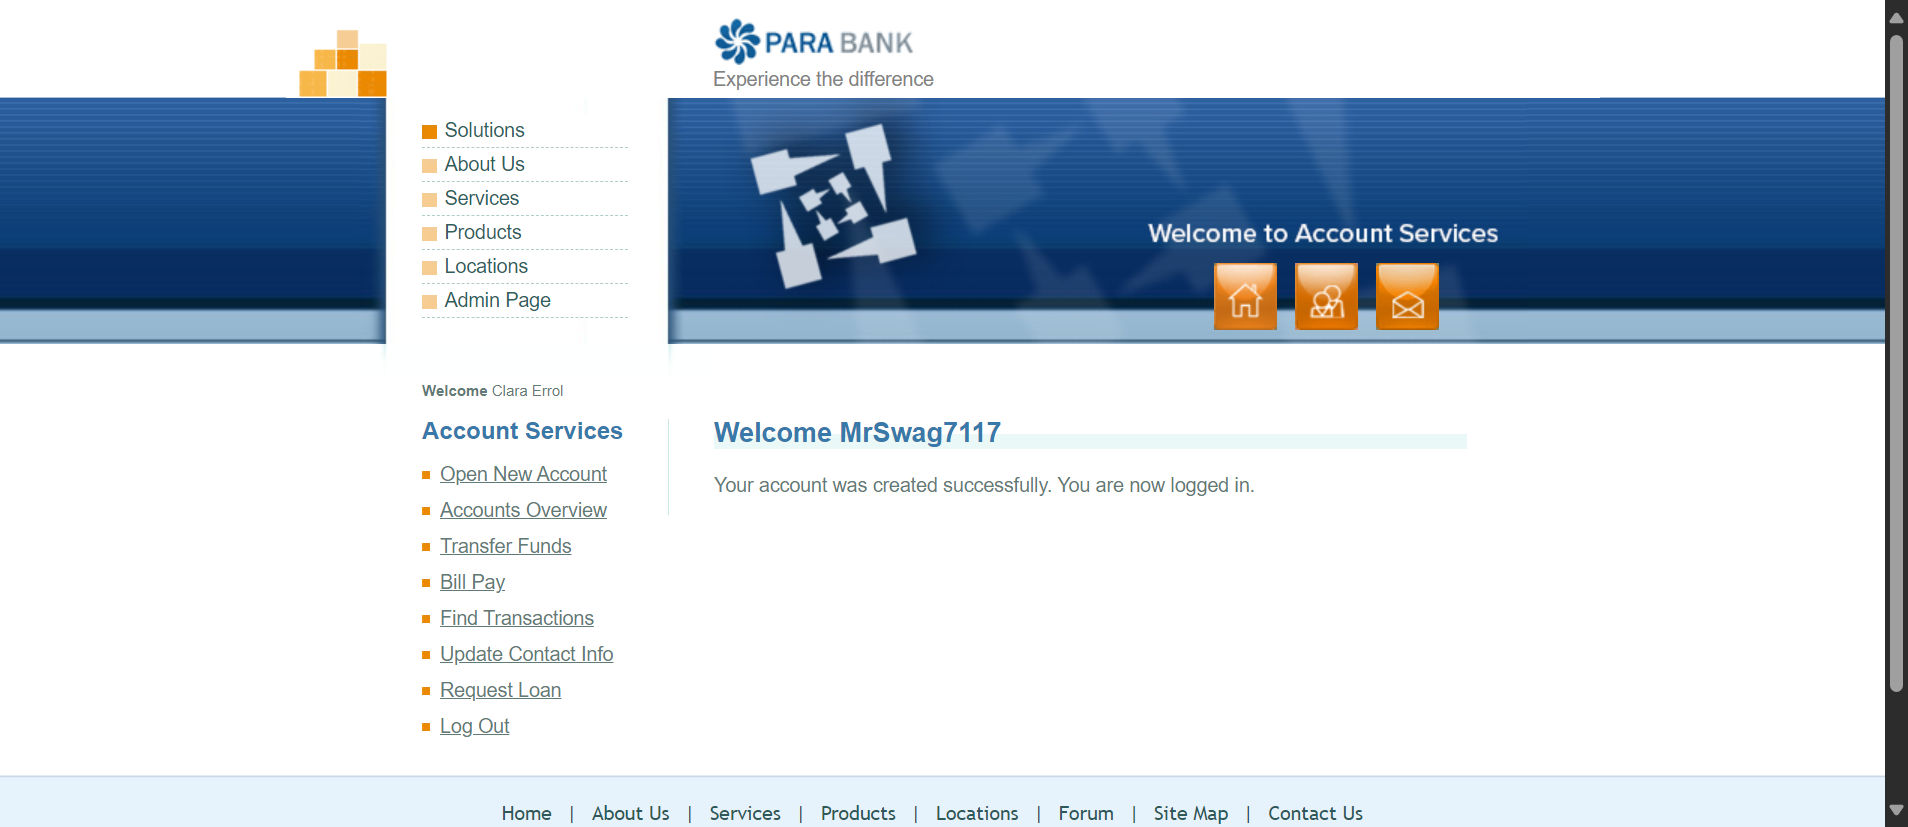 PARA BANK
Experience the difference
Solutions
About Us
Services
Products
Locations
Admin Page
Welcome to Account Services
Welcome Clara Errol
Account Services
Open New Account
Accounts Overview
Transfer Funds
Bill Pay
Find Transactions
Update Contact Info
Request Loan
Log Out
Welcome MrSwag7117
Your account was created successfully. You are now logged in.
Home | About Us | Services | Products | Locations | Forum | Site Map | Contact Us